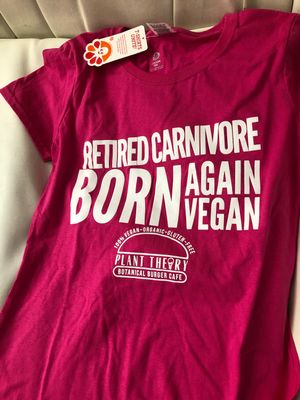 RETIRED CARNIVORE
BORN AGAIN
VEGAN
100% VEGAN-ORGANIC-GLUTEN-FREE
PLANT THEORY
BOTANICAL BURGER CAFE